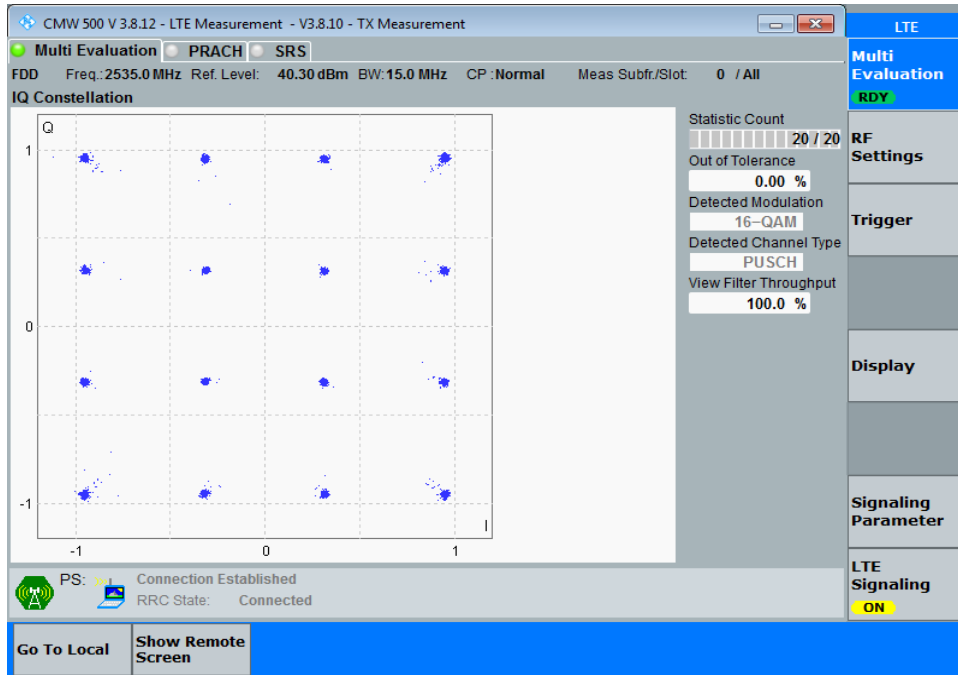 CMW 500 V 3.8.12 - LTE Measurement - V3.8.10 - TX Measurement
LTE
Multi Evaluation PRACH SRS
FDD Freq.: 2535.0 MHz Ref. Level: 40.30 dBm BW: 15.0 MHz CP : Normal Meas Subfr./Slot: 0 / All
IQ Constellation
Q
1
0
-1
-1 0 1
I
Statistic Count
20 / 20
Out of Tolerance
0.00 %
Detected Modulation
16-QAM
Detected Channel Type
PUSCH
View Filter Throughput
100.0 %
Multi
Evaluation
RDY
RF
Settings
Trigger
Display
Signaling
Parameter
LTE
Signaling
ON
PS: Connection Established
RRC State: Connected
Go To Local
Show Remote
Screen